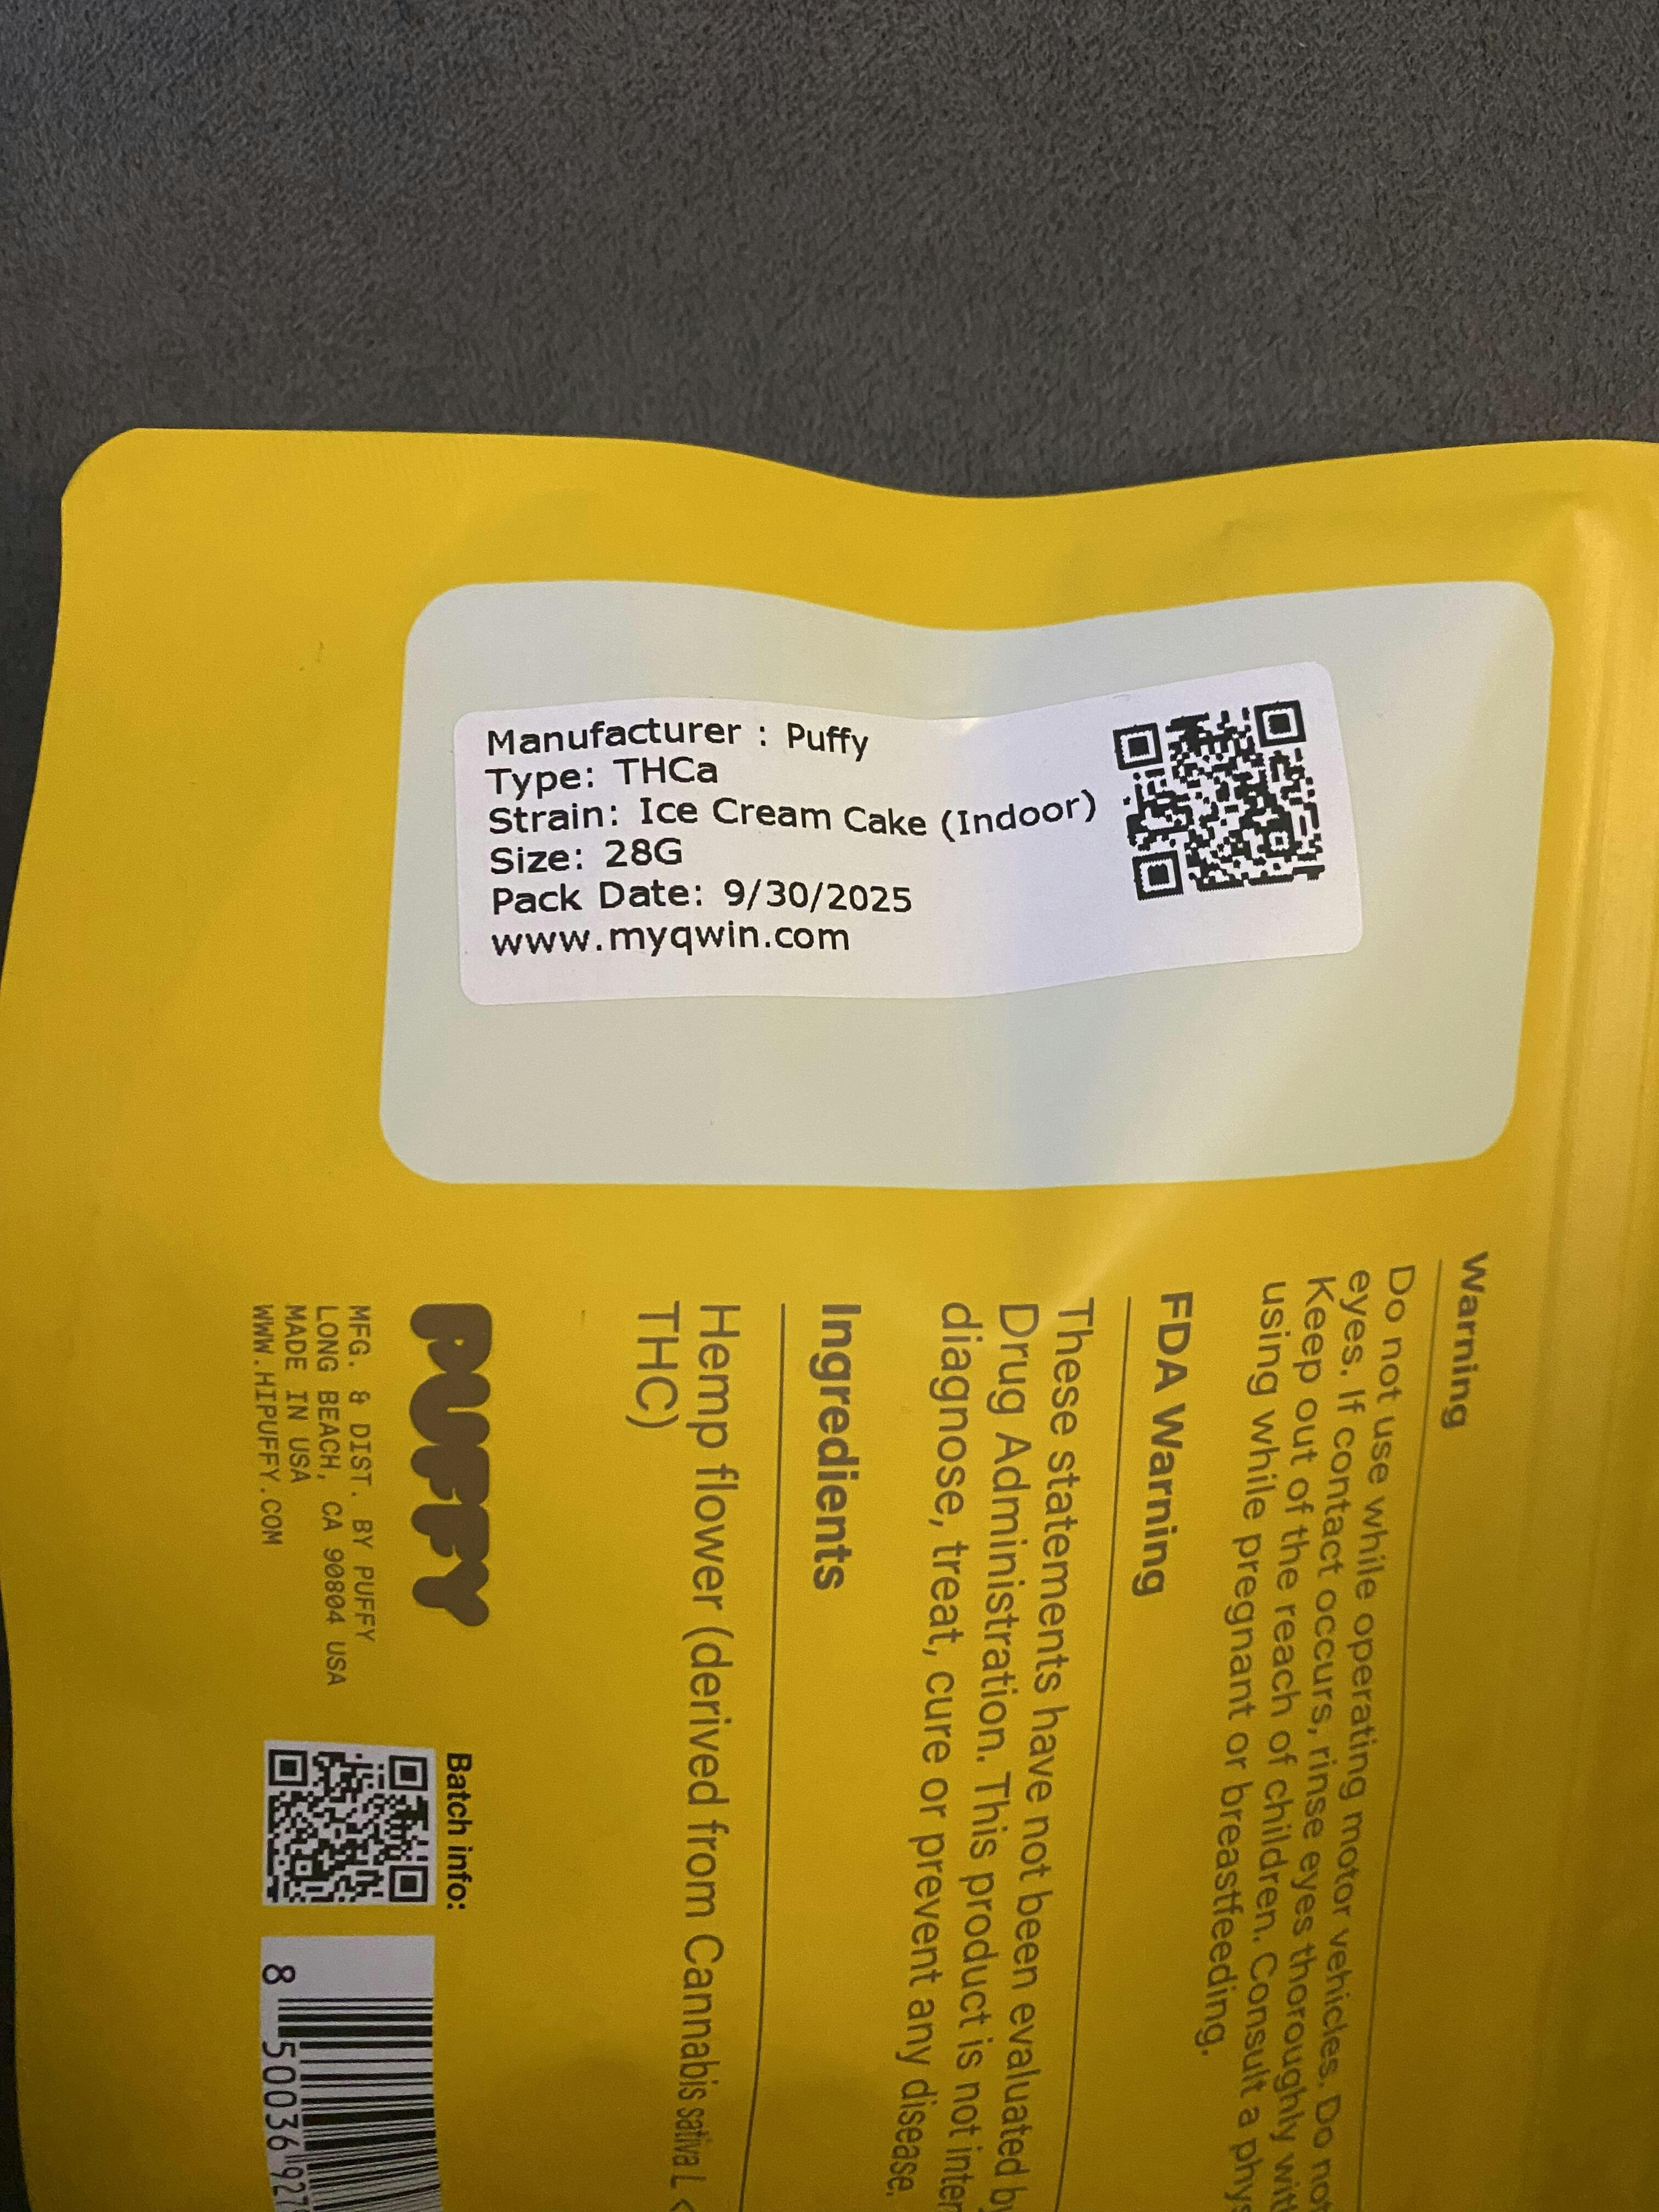 Manufacturer : Puffy
Type: THCa
Strain: Ice Cream Cake (Indoor)
Size: 28G
Pack Date: 9/30/2025
www.myqwin.com
Warning
Do not use while operating motor vehicles. Do not
eyes. If contact occurs, rinse eyes thoroughly with
Keep out of the reach of children. Consult a
using while pregnant or breastfeeding.
FDA Warning
These statements have not been evaluated
Drug Administration. This product is not
diagnose, treat, cure or prevent any disease.
Ingredients
Hemp flower (derived from Cannabis sativa L <
THC)
PUFFY
MFG. & DIST. BY PUFFY
LONG BEACH, CA 90804 USA
MADE IN USA
WWW.HIPUFFY.COM
Batch info:
8 50036 927